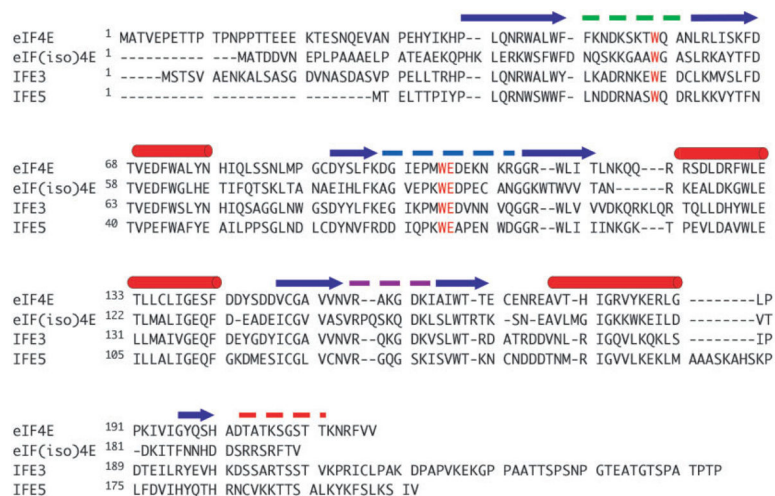 eIF4E 1 MATVEPETTP TPNPPTTEEE KTESNQEVAN PEHYIKHP-- LQNRWALWF- FKNDKSKTWQA NLRLISKFD
eIF(iso)4E 1 -------------- MATDDVN EPLPAAAELP ATEAEKQPHK LERKWSFWFD NQSKKGAAWG ASLRKAYTFD
IFE3 1 ----MSTSV AENKALSASG DVNASDASVP PELLTRHP-- LQNRWALWY- LKADRNKEWE DCLKMVSLFD
IFE5 1 ---------- ---------- --------MT ELTTPIYP-- LQRNWSWWF- LNDDRNASWQ DRLKKVYTFN
eIF4E 68 TVEDFWALYN HIQLSSNLMP GCDYSLFKDG IEPMWEDEKN KRGGR--WLI TLNKQQ---R RSDLDRFWLE
eIF(iso)4E 58 TVEDFWGLHE TIFQTSKLTA NAEIHLFKAG VEPKWEDPEC ANGGKWTWVV TAN------R KEALDKGWLE
IFE3 63 TVEDFWSLYN HIQSAGGLNW GSDYYLFKEG IKPMWEDVNN VQGGR--WLV VVDKQRKLQR TQLLDHYWLE
IFE5 40 TVPEFWAFYE AILPPSGLND LCDYNVFRDD IQPKWEAPEN WDGGR--WLI IINKGK---T PEVLDAVWLE
eIF4E 133 TLLCLIGESF DDYSDDVCGA VVNVR--AKG DKIAIWT-TE CENREAVT-H IGRVYKERLG --------LP
eIF(iso)4E 122 TLMALIGEQF D-EADEICGV VASVRPQSKQ DKLSLWTRTK -SN-EAVLMG IGKKWKEILD --------VT
IFE3 131 LLMAIVGEQF DEYGDYICGA VVNVR--QKG DKVSLWT-RD ATRDDVNL-R IGQVLKQKLS --------IP
IFE5 105 ILLALIGEQF GKDMESICGL VCNVR--GQG SKISVWT-KN CNDDDTNM-R IGVVLKEKLM AAASKAHSKP
eIF4E 191 PKIVIGYQSH ADTATKSGST TKNRFVV
eIF(iso)4E 181 -DKITFNNHD DSRRSRFTV
IFE3 189 DTEILRYEVH KDSSARTSST VKPRICLPAK DPAPVKEKGP PAATTSPSNP GTEATGTSPA TPTP
IFE5 175 LFDVIHYQTH RNCVKKTTS ALKYKFSLKS IV